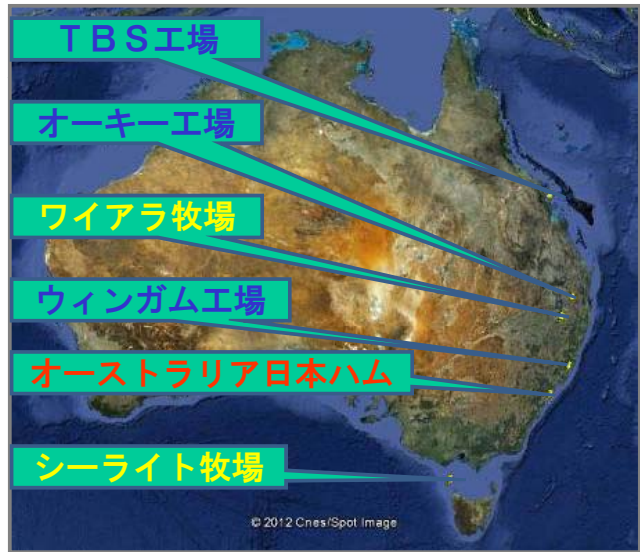 ＴＢＳ工場
オーキー工場
ワイアラ牧場
ウィンガム工場
オーストラリア日本ハム
シーライト牧場
© 2012 Cnes/Spot Image